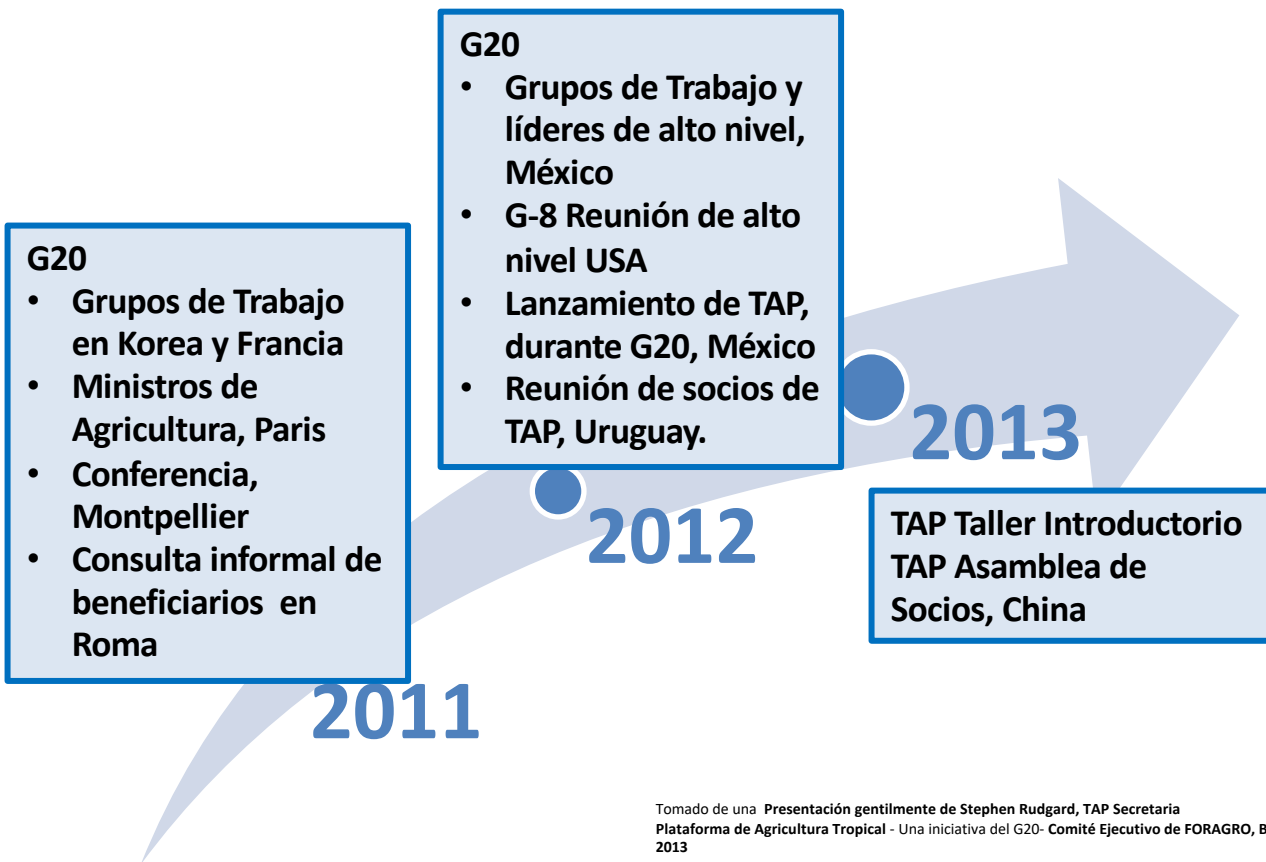 G20
• Grupos de Trabajo
en Korea y Francia
• Ministros de
Agricultura, Paris
• Conferencia,
Montpellier
• Consulta informal de
beneficiarios en
Roma
2011
G20
• Grupos de Trabajo y
líderes de alto nivel,
México
• G-8 Reunión de alto
nivel USA
• Lanzamiento de TAP,
durante G20, México
• Reunión de socios de
TAP, Uruguay.
2012
2013
TAP Taller Introductorio
TAP Asamblea de
Socios, China
Tomado de una Presentación gentilmente de Stephen Rudgard, TAP Secretaria
Plataforma de Agricultura Tropical - Una iniciativa del G20- Comité Ejecutivo de FORAGRO,
2013